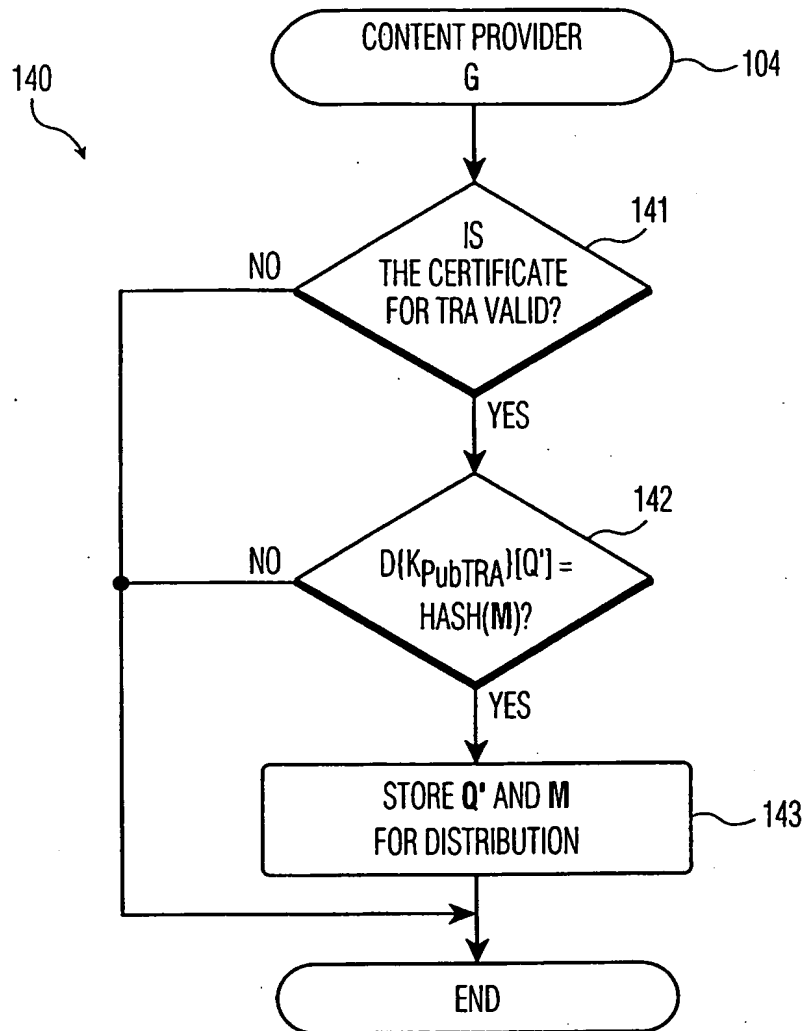 CONTENT PROVIDER
G
104
140
141
IS
THE CERTIFICATE
FOR TRA VALID?
NO
YES
142
D{KPubTRA}[Q'] =
HASH(M)?
NO
YES
STORE Q' AND M
FOR DISTRIBUTION
143
END